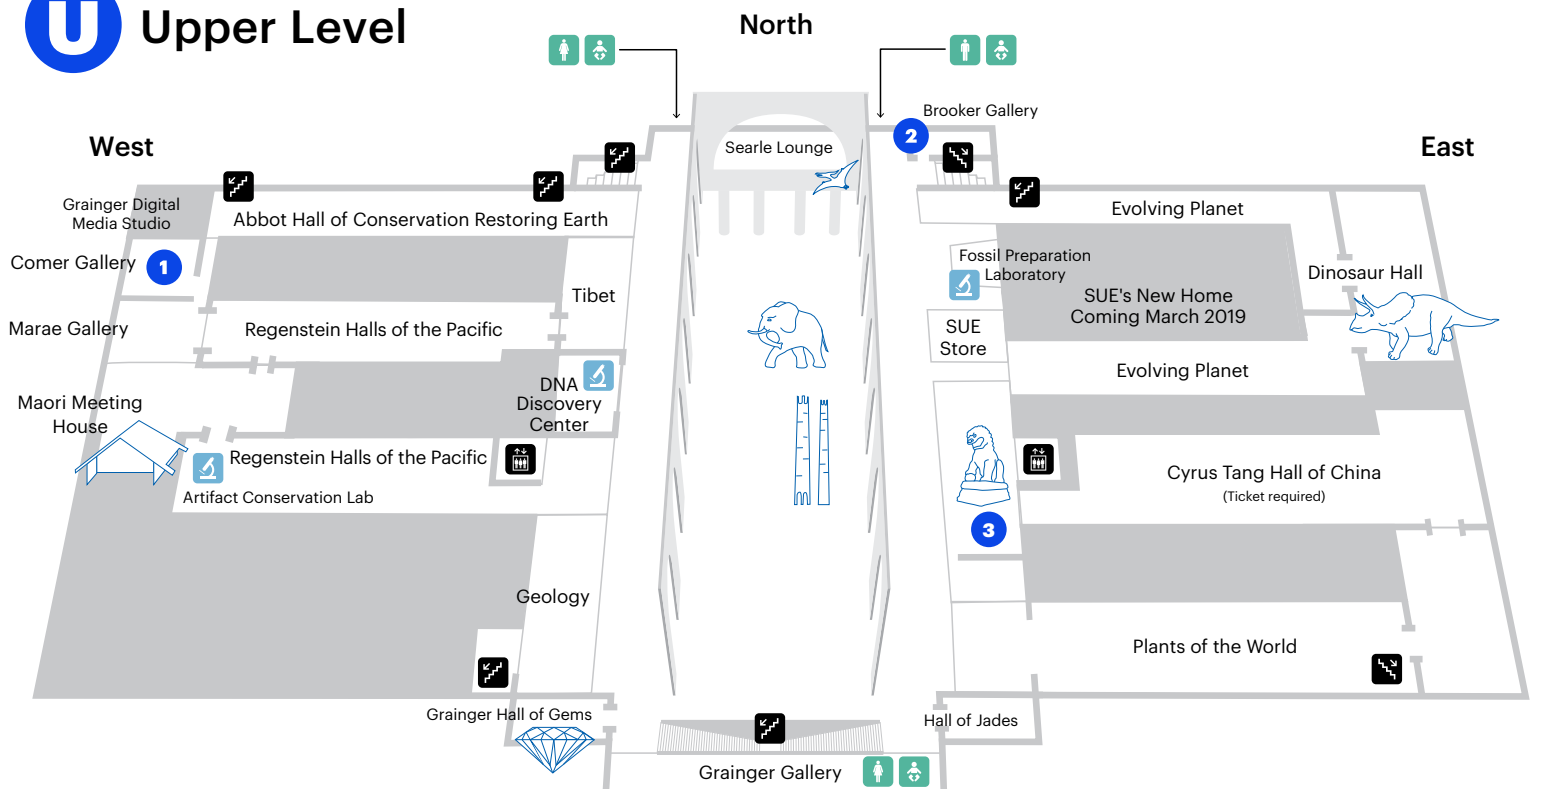 U Upper Level
North
West
East
Brooker Gallery
2
Searle Lounge
Grainger Digital
Media Studio
Abbot Hall of Conservation Restoring Earth
Evolving Planet
Comer Gallery
1
Fossil Preparation
Laboratory
Dinosaur Hall
Tibet
SUE's New Home
Coming March 2019
Marae Gallery
Regenstein Halls of the Pacific
SUE
Store
Evolving Planet
DNA
Discovery
Center
Maori Meeting
House
Regenstein Halls of the Pacific
Artifact Conservation Lab
Cyrus Tang Hall of China
(Ticket required)
3
Geology
Plants of the World
Grainger Hall of Gems
Hall of Jades
Grainger Gallery